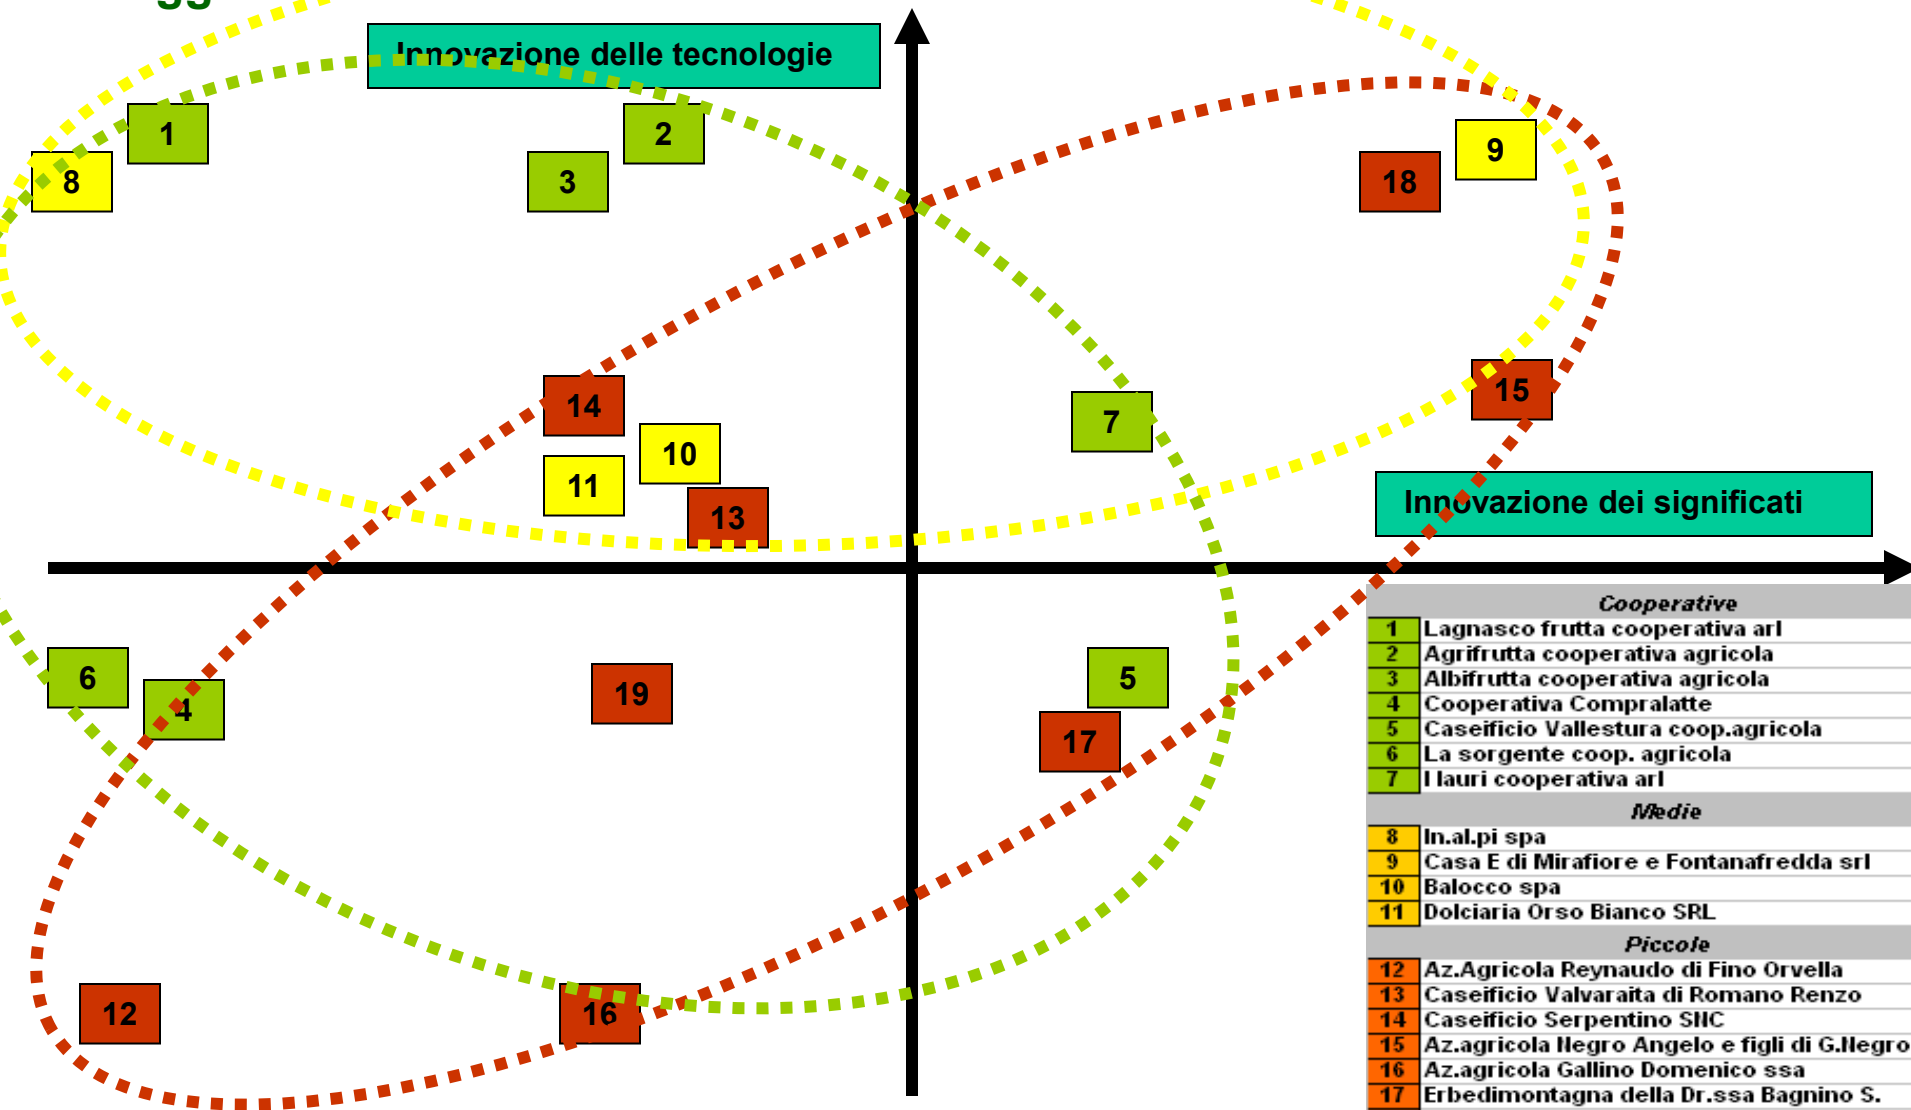 gg
Innovazione delle tecnologie
1
2
8
3
18
9
14
10
11
13
7
15
Innovazione dei significati
6
4
19
5
17
12
16
Cooperative
1 Lagnasco frutta cooperativa arl
2 Agrifrutta cooperativa agricola
3 Albifrutta cooperativa agricola
4 Cooperativa Compralatte
5 Caseificio Vallestura coop.agricola
6 La sorgente coop. agricola
7 I lauri cooperativa arl
Medie
8 In.al.pi spa
9 Casa E di Mirafiore e Fontanafredda srl
10 Balocco spa
11 Dolciaria Orso Bianco SRL
Piccole
12 Az.Agricola Reynaudo di Fino Orvella
13 Caseificio Valvaraita di Romano Renzo
14 Caseificio Serpentino SNC
15 Az.agricola Negro Angelo e figli di G.Negro
16 Az.agricola Gallino Domenico ssa
17 Erbedimontagna della Dr.ssa Bagnino S.